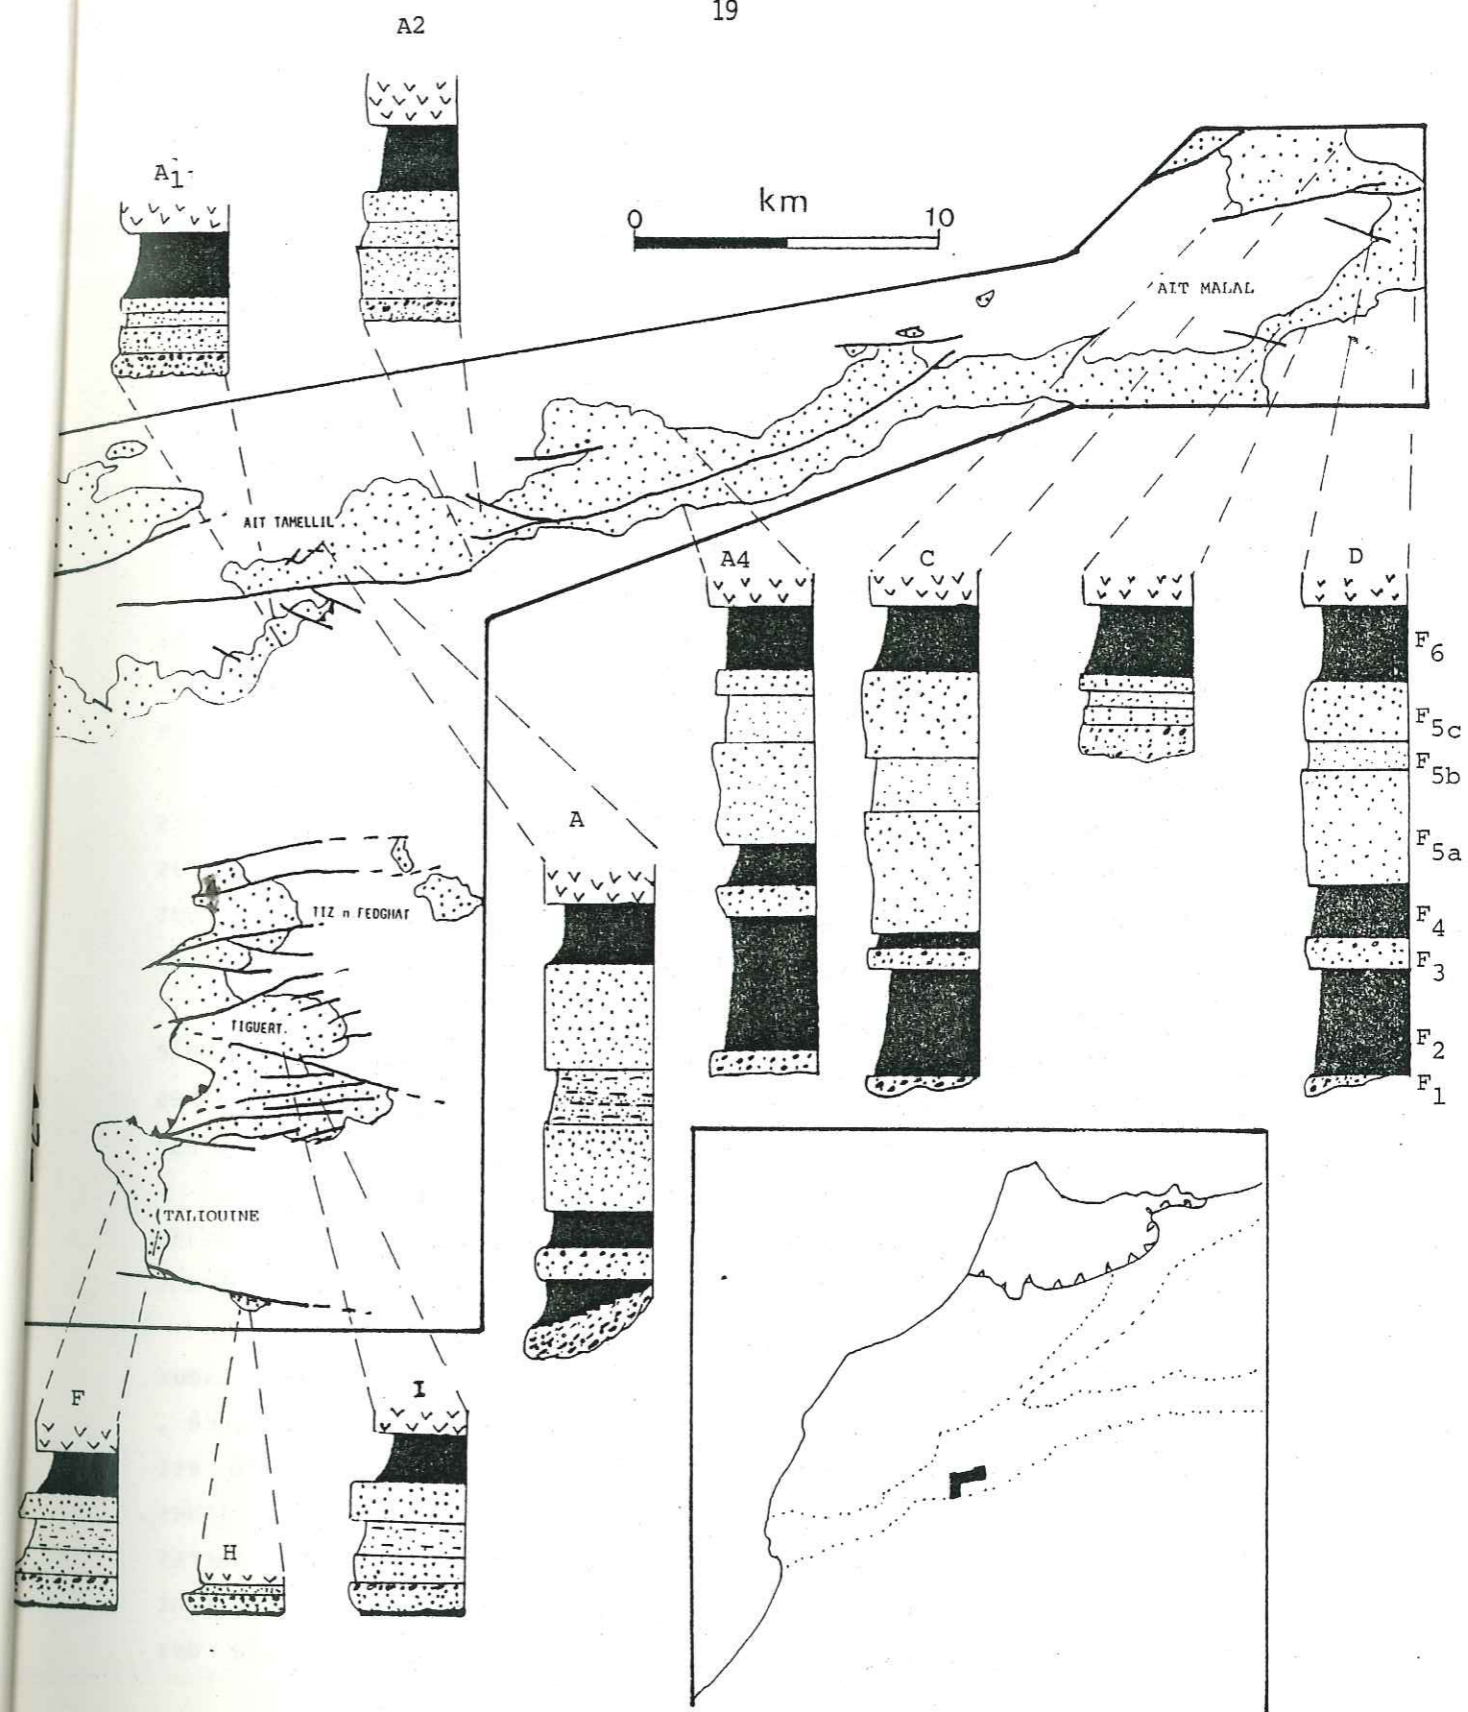 19
A2
A1
km
0 10
AIT MALAL
AIT TAMELLIL
A4
C
D
F6
F5c
F5b
F5a
F4
F3
F2
F1
A
TIZ n FEDGHAT
TIGUERT.
TALIOUINE
F
H
I